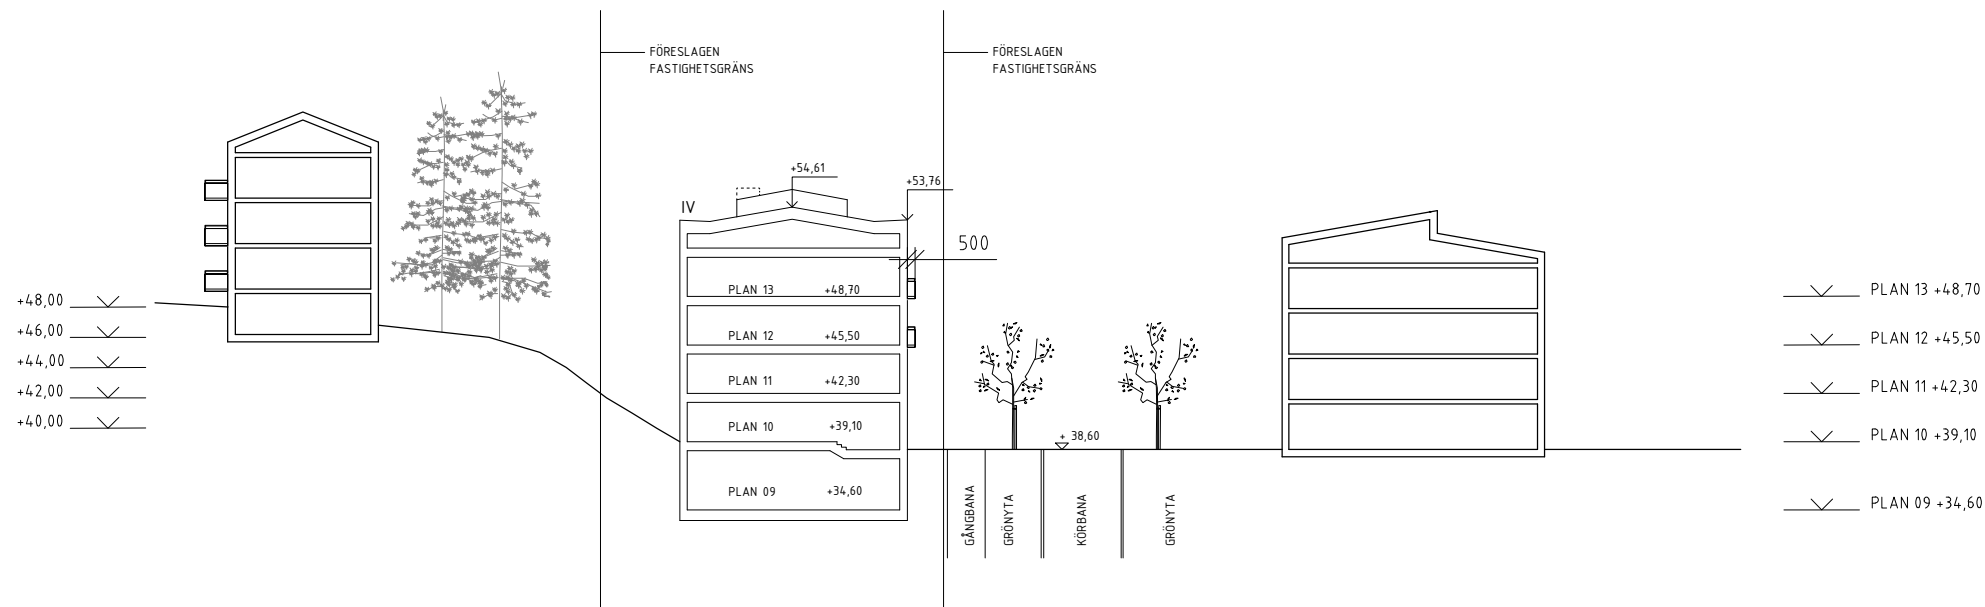 FÖRESLAGEN
FASTIGHETSGRÄNS
FÖRESLAGEN
FASTIGHETSGRÄNS
+54,61
+53,76
IV
500
PLAN 13 +48,70
PLAN 12 +45,50
PLAN 11 +42,30
PLAN 10 +39,10
PLAN 09 +34,60
+48,00
+46,00
+44,00
+42,00
+40,00
+ 38,60
GÅNGBANA
GRÖNYTA
KÖRBANA
GRÖNYTA
PLAN 13 +48,70
PLAN 12 +45,50
PLAN 11 +42,30
PLAN 10 +39,10
PLAN 09 +34,60